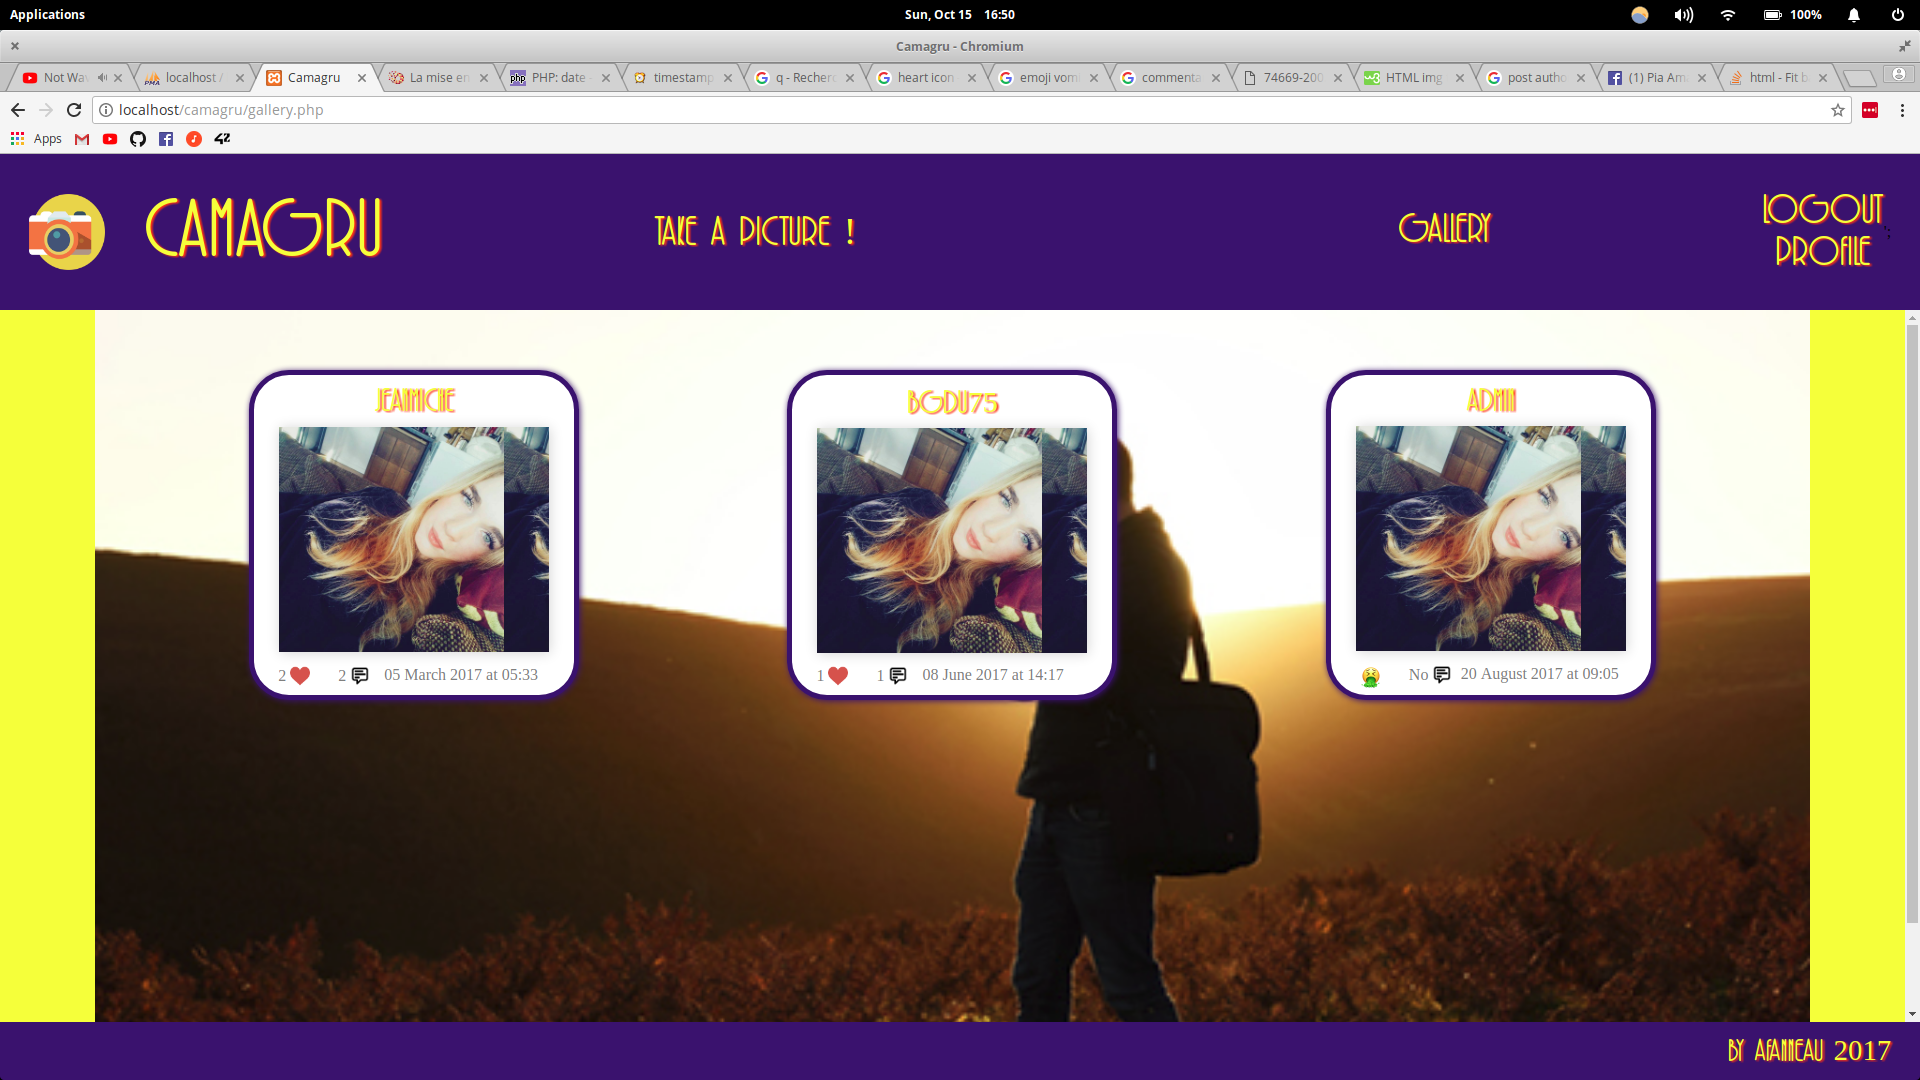 Applications
Sun, Oct 15 16:50
100%
Camagru - Chromium
Not Wa
localhost /
Camagru
La mise en
PHP: date
timestamp
q - Recher
heart icon
emoji vom
commenta
74669-200
HTML img
post autho
(1) Pia Am
html - Fit b
localhost/camagru/gallery.php
Apps
CAMAGRU
TAKE A PICTURE !
GALLERY
LOGOUT
PROFILE
JEANMICHE
BGDU75
ADMIN
2 2 05 March 2017 at 05:33
1 1 08 June 2017 at 14:17
No 20 August 2017 at 09:05
BY AFANNEAU 2017